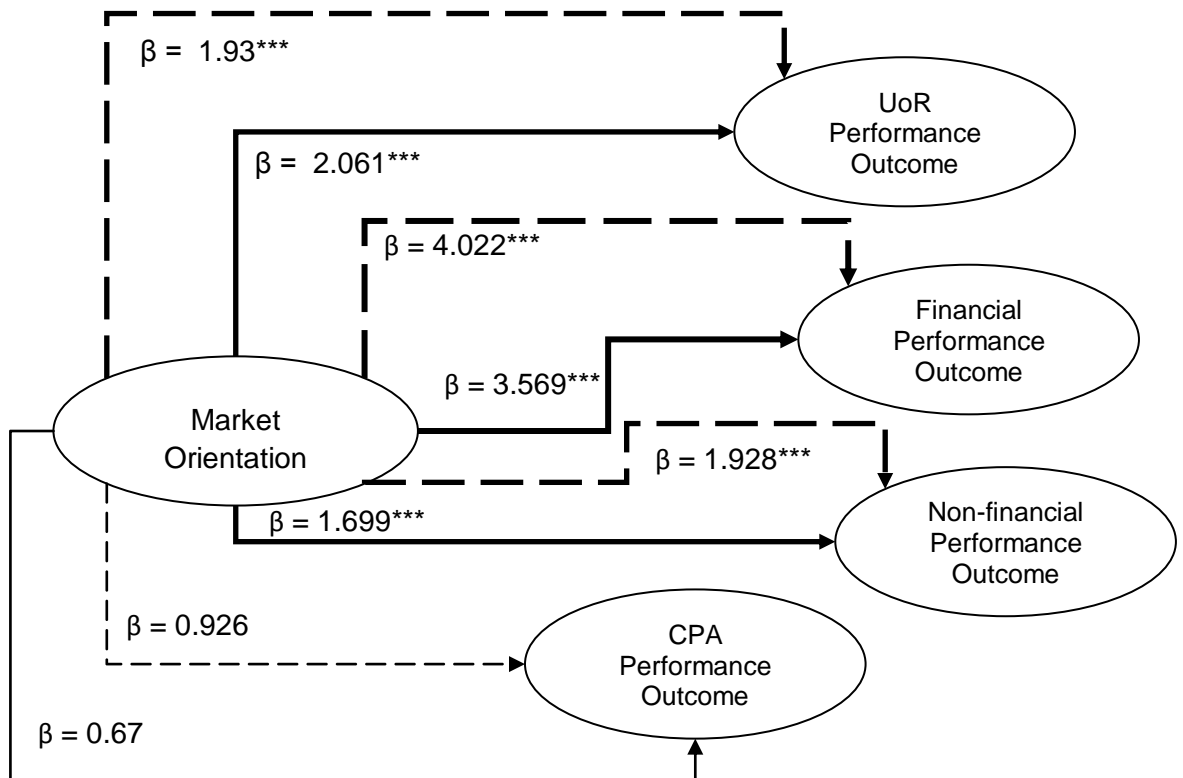 β =  1.93***
UoR
Performance
Outcome
β =  2.061***
β = 4.022***
Financial
Performance
Outcome
β = 3.569***
Market
Orientation
β = 1.928***
β = 1.699***
Non-financial
Performance
Outcome
β = 0.926
CPA
Performance
Outcome
β = 0.67